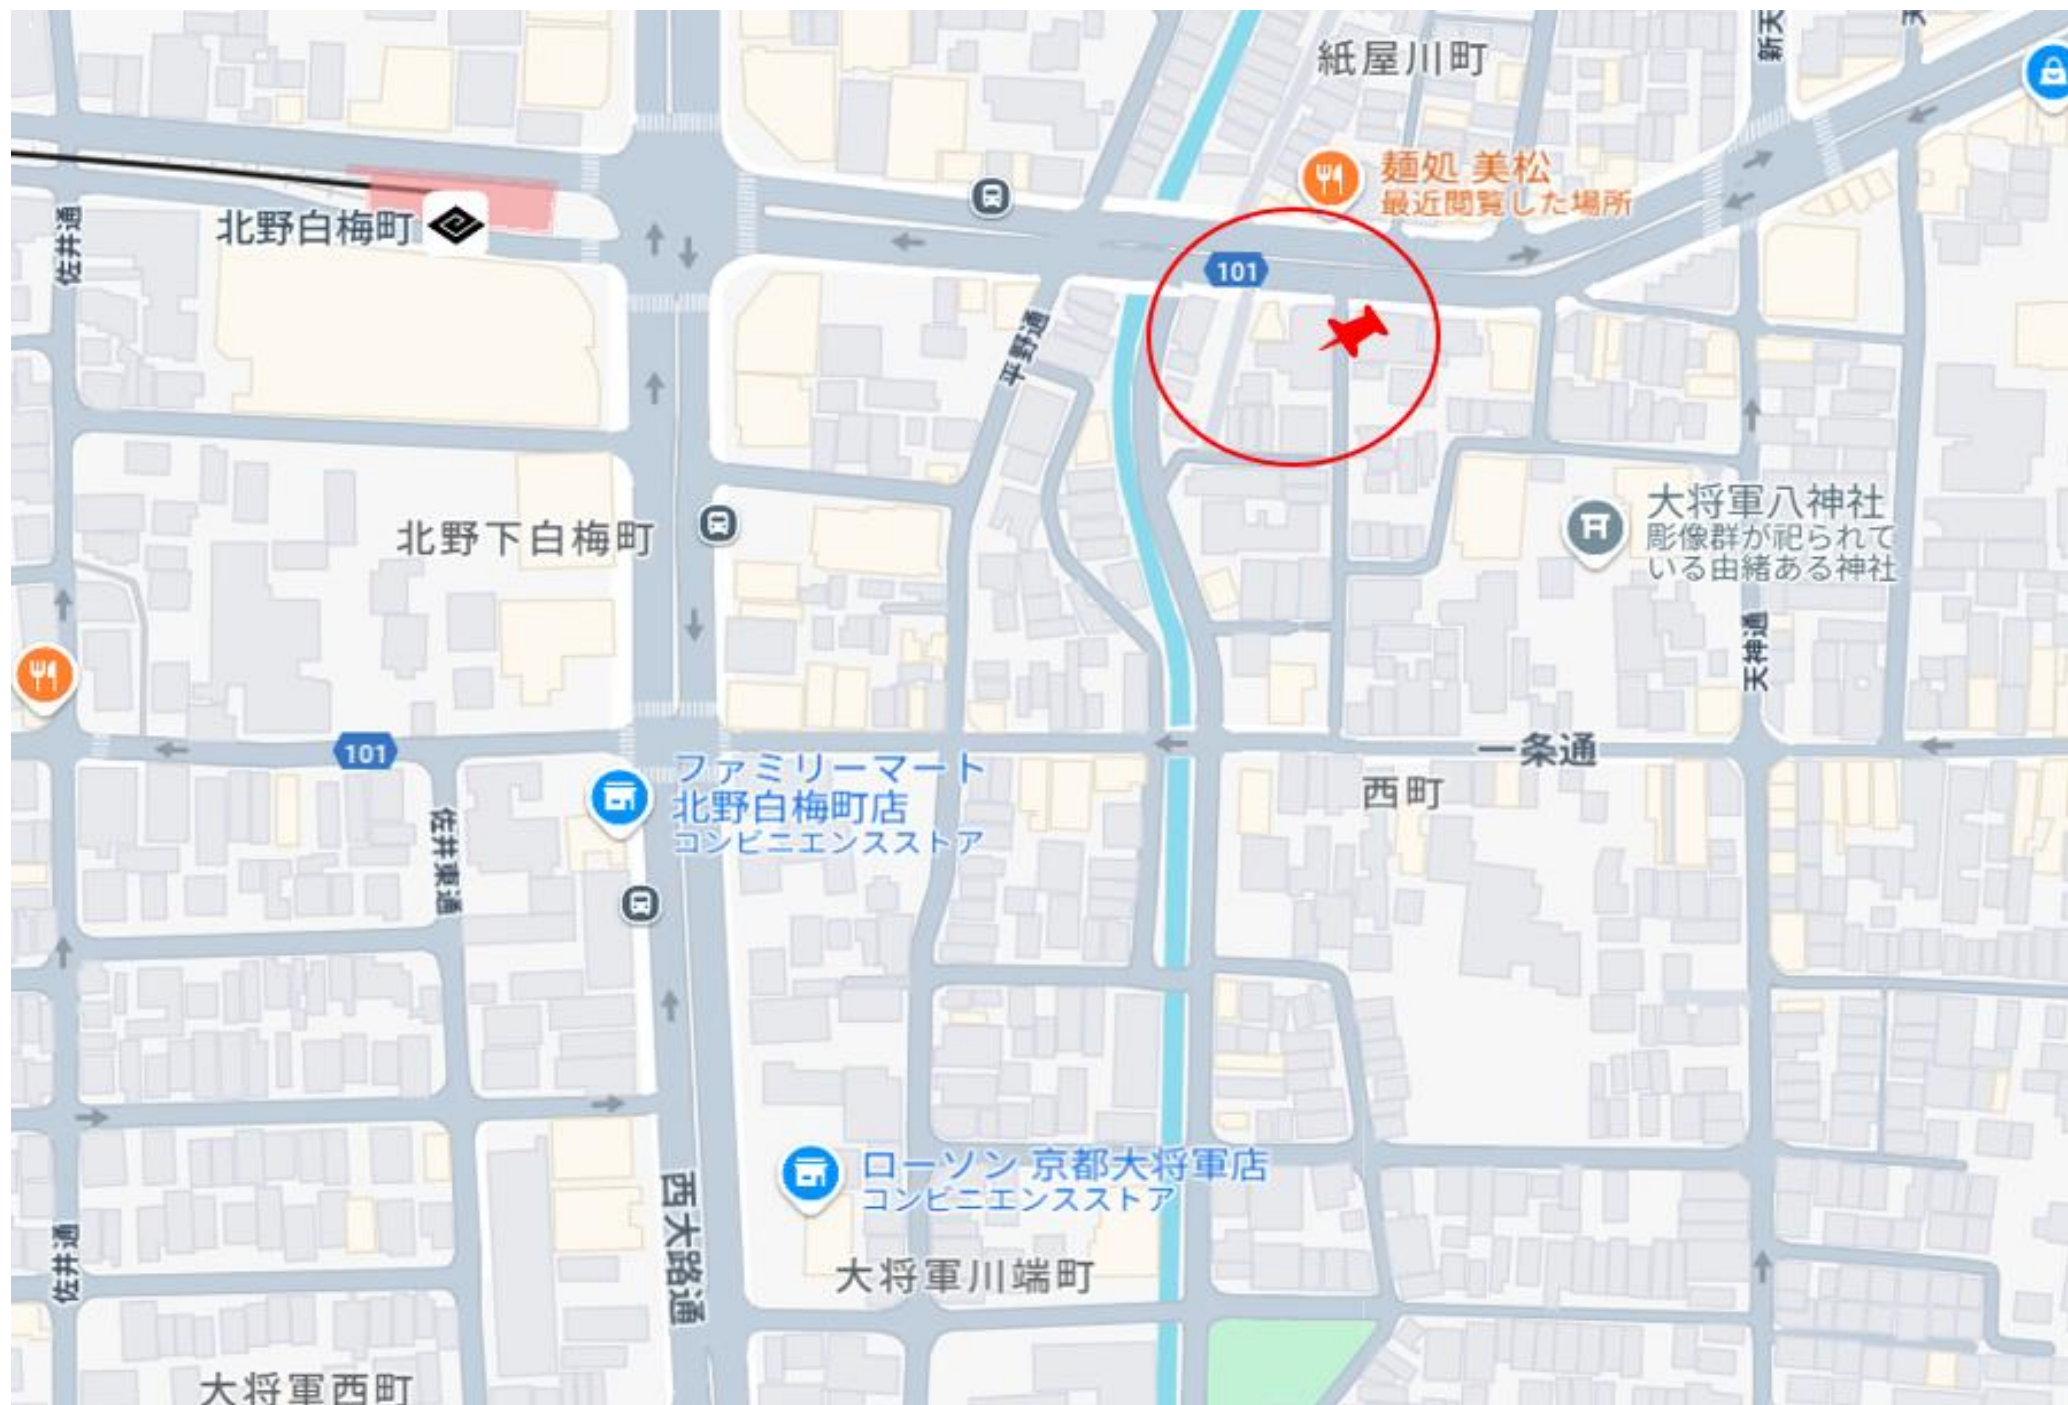 紙屋川町
新天
天
麺処 美松
最近閲覧した場所
北野白梅町
佐井通
101
平野通
大将軍八神社
彫像群が祀られて
いる由緒ある神社
北野下白梅町
天神通
101
一条通
ファミリーマート
北野白梅町店
コンビニエンスストア
西町
佐井東通
ローソン 京都大将軍店
コンビニエンスストア
西大路通
佐井通
大将軍川端町
大将軍西町